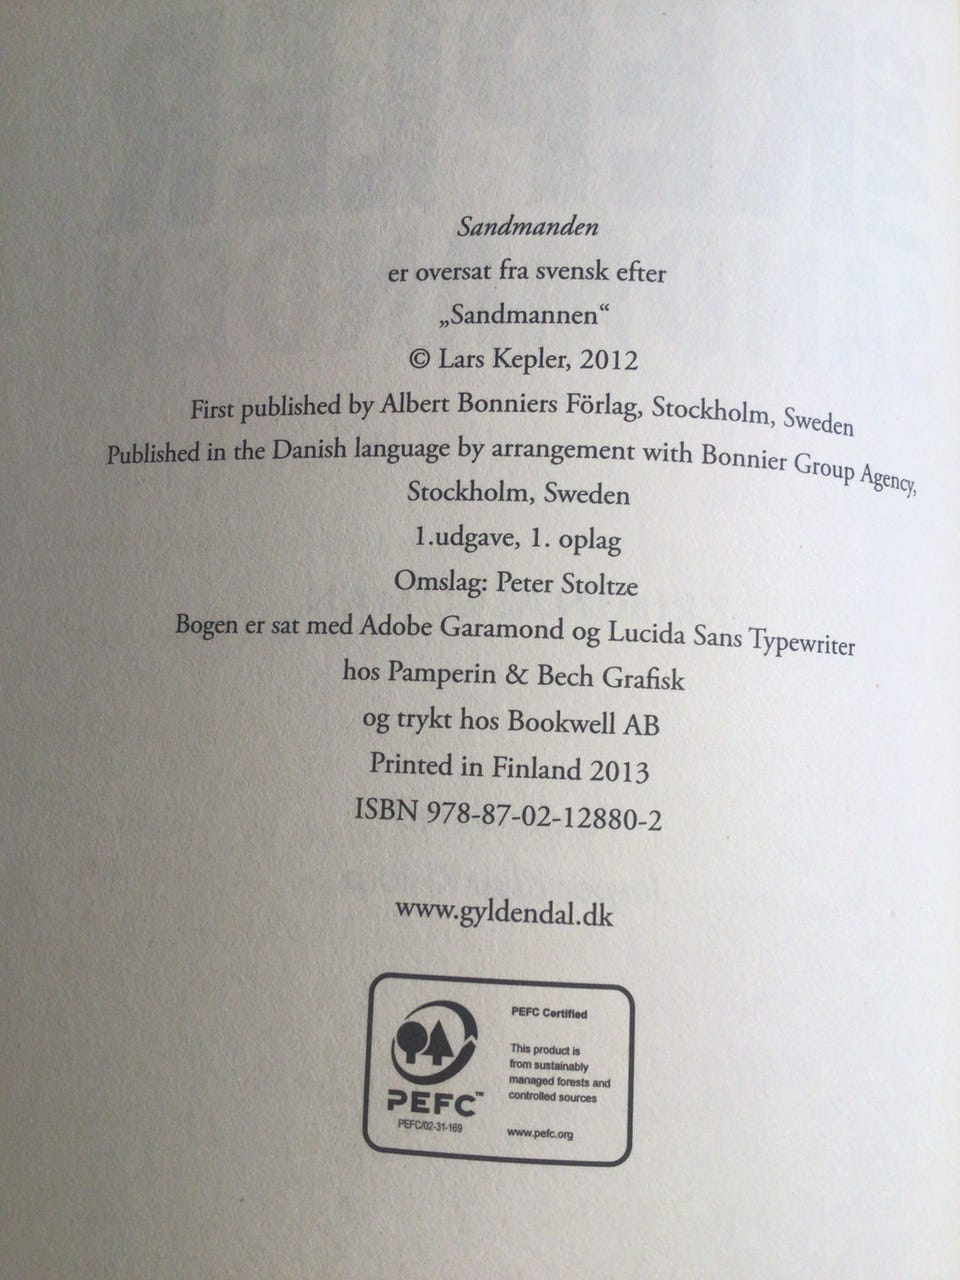 Sandmanden
er oversat fra svensk efter
„Sandmannen“
© Lars Kepler, 2012
First published by Albert Bonniers Förlag, Stockholm, Sweden
Published in the Danish language by arrangement with Bonnier Group Agency,
Stockholm, Sweden
1.udgave, 1. oplag
Omslag: Peter Stoltze
Bogen er sat med Adobe Garamond og Lucida Sans Typewriter
hos Pamperin & Bech Grafisk
og trykt hos Bookwell AB
Printed in Finland 2013
ISBN 978-87-02-12880-2
www.gyldendal.dk
PEFC™
PEFC/02-31-169
PEFC Certified
This product is
from sustainably
managed forests and
controlled sources
www.pefc.org